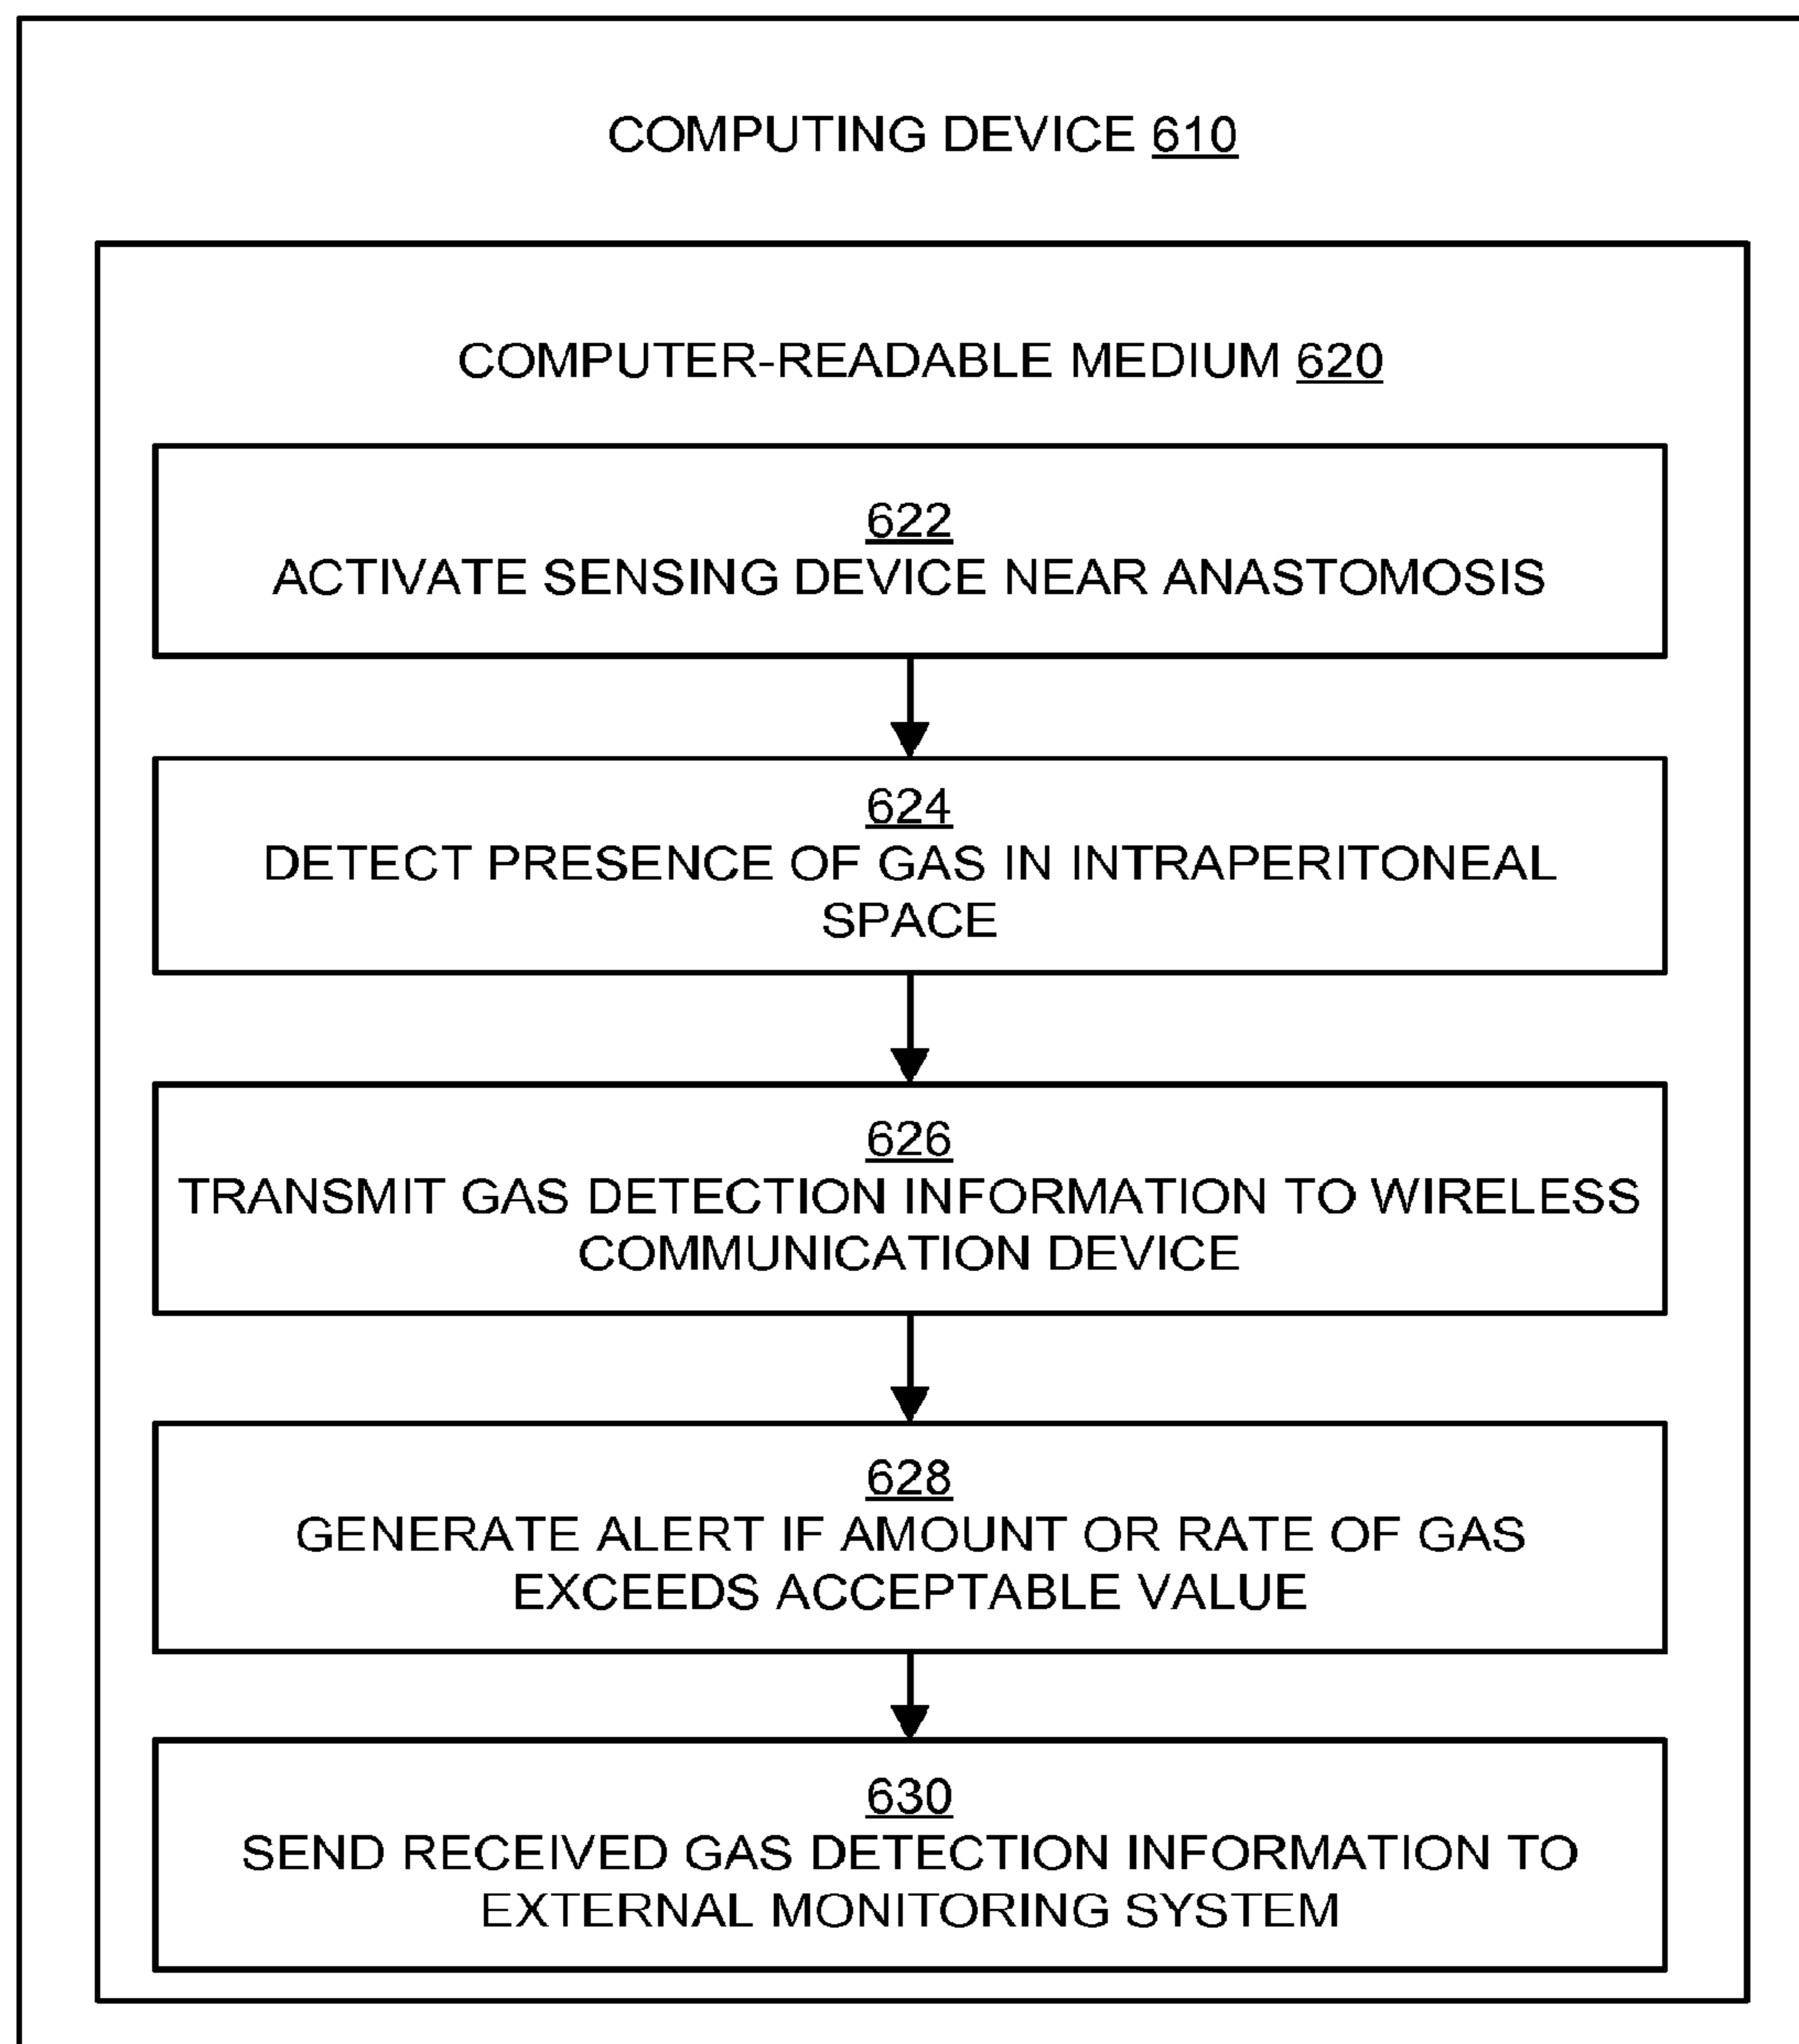 COMPUTING DEVICE 610
COMPUTER-READABLE MEDIUM 620
622
ACTIVATE SENSING DEVICE NEAR ANASTOMOSIS
624
DETECT PRESENCE OF GAS IN INTRAPERITONEAL
SPACE
626
TRANSMIT GAS DETECTION INFORMATION TO WIRELESS
COMMUNICATION DEVICE
628
GENERATE ALERT IF AMOUNT OR RATE OF GAS
EXCEEDS ACCEPTABLE VALUE
630
SEND RECEIVED GAS DETECTION INFORMATION TO
EXTERNAL MONITORING SYSTEM